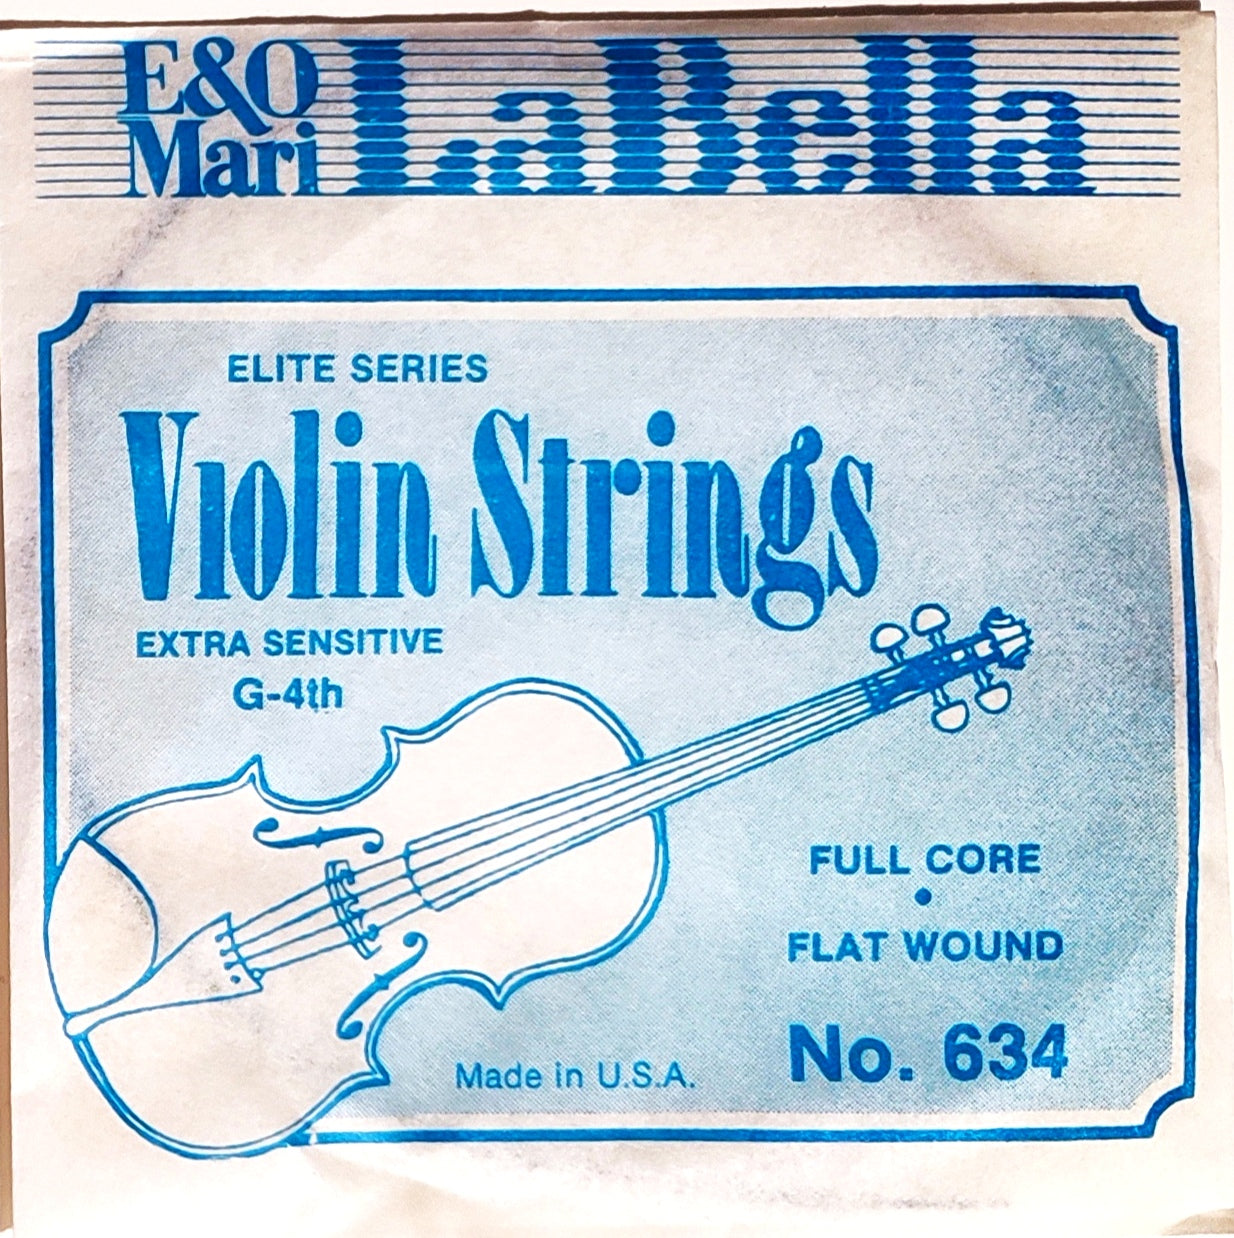 E&O
Mari
LaBella
ELITE SERIES
Violin Strings
EXTRA SENSITIVE
G-4th
FULL CORE
•
FLAT WOUND
No. 634
Made in U.S.A.